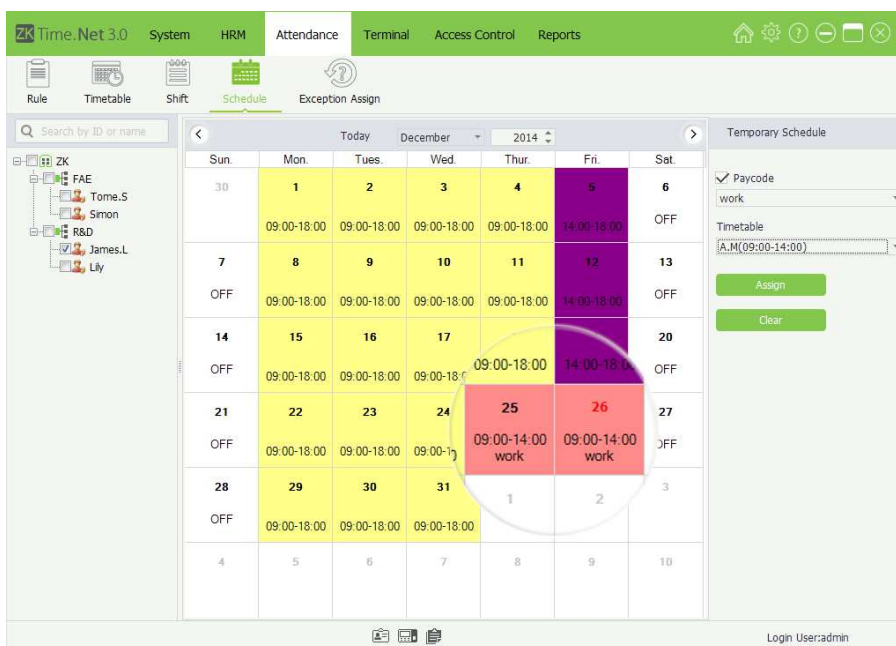 ZK Time.Net 3.0 System HRM Attendance Terminal Access Control Reports
Rule Timetable Shift Schedule Exception Assign
Search by ID or name
ZK
FAE
Tome.S
Simon
R&D
James.L
Lily
Today December 2014
Sun. Mon. Tues. Wed. Thur. Fri. Sat.
30 1 2 3 4 5 6
09:00-18:00 09:00-18:00 09:00-18:00 09:00-18:00 14:00-18:00 OFF
7 8 9 10 11 12 13
OFF 09:00-18:00 09:00-18:00 09:00-18:00 09:00-18:00 14:00-18:00 OFF
14 15 16 17 20
OFF 09:00-18:00 09:00-18:00 09:00-18:00 14:00-18:0 OFF
21 22 23 24 25 26 27
OFF 09:00-18:00 09:00-18:00 09:00-1 09:00-14:00 09:00-14:00 OFF
work work
28 29 30 31 1 2 3
OFF 09:00-18:00 09:00-18:00 09:00-18:00
4 5 6 7 8 9 10
Temporary Schedule
Paycode
work
Timetable
A.M(09:00-14:00)
Assign
Clear
Login User:admin